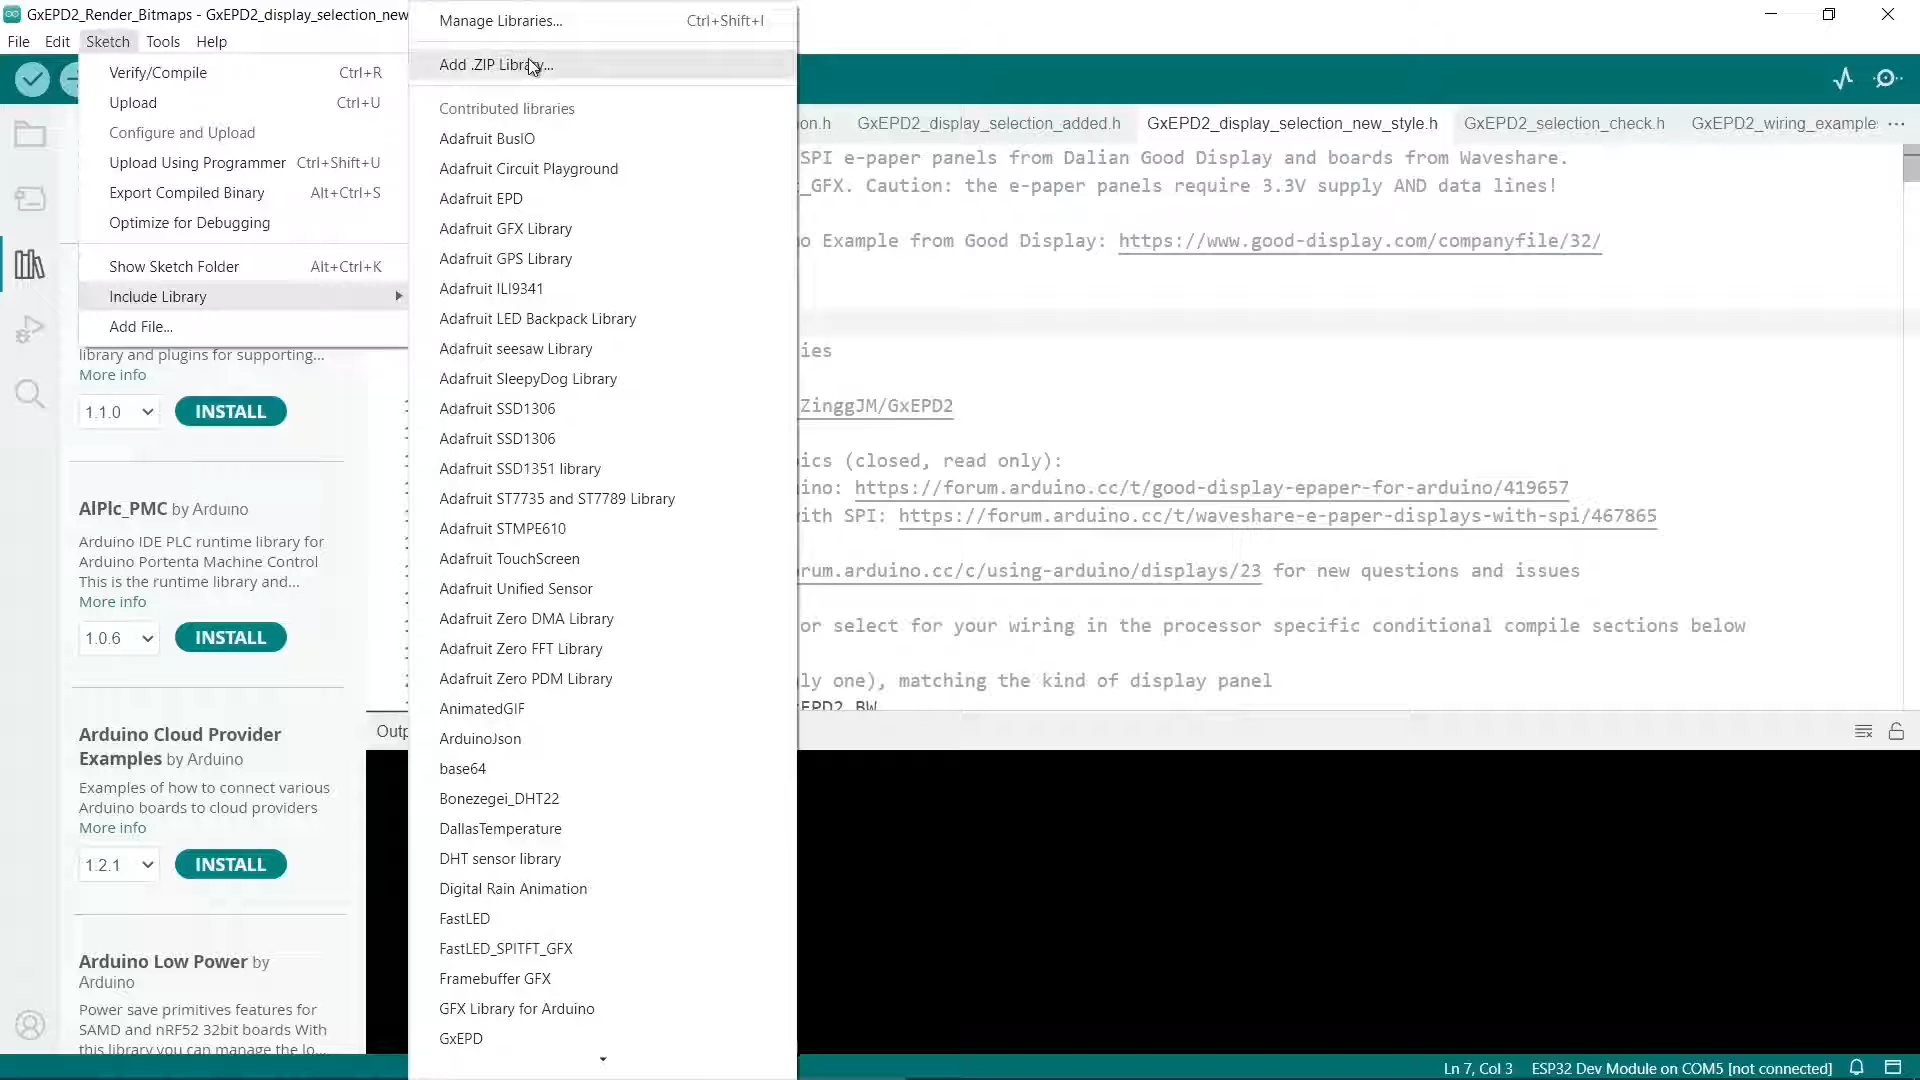 GxEPD2_Render_Bitmaps - GxEPD2_display_selection_new
File Edit Sketch Tools Help
Verify/Compile Ctrl+R
Upload Ctrl+U
Configure and Upload
Upload Using Programmer Ctrl+Shift+U
Export Compiled Binary Alt+Ctrl+S
Optimize for Debugging
Show Sketch Folder Alt+Ctrl+K
Include Library
Add File...
library and plugins for supporting...
More info
1.1.0 INSTALL
AlPlc_PMC by Arduino
Arduino IDE PLC runtime library for
Arduino Portenta Machine Control
This is the runtime library and...
More info
1.0.6 INSTALL
Arduino Cloud Provider
Examples by Arduino
Examples of how to connect various
Arduino boards to cloud providers
More info
1.2.1 INSTALL
Arduino Low Power by
Arduino
Power save primitives features for
SAMD and nRF52 32bit boards With
this library you can manage the lo...
Manage Libraries... Ctrl+Shift+I
Add .ZIP Library...
Contributed libraries
Adafruit BusIO
Adafruit Circuit Playground
Adafruit EPD
Adafruit GFX Library
Adafruit GPS Library
Adafruit ILI9341
Adafruit LED Backpack Library
Adafruit seesaw Library
Adafruit SleepyDog Library
Adafruit SSD1306
Adafruit SSD1306
Adafruit SSD1351 library
Adafruit ST7735 and ST7789 Library
Adafruit STMPE610
Adafruit TouchScreen
Adafruit Unified Sensor
Adafruit Zero DMA Library
Adafruit Zero FFT Library
Adafruit Zero PDM Library
AnimatedGIF
ArduinoJson
base64
Bonezegei_DHT22
DallasTemperature
DHT sensor library
Digital Rain Animation
FastLED
FastLED_SPITFT_GFX
Framebuffer GFX
GFX Library for Arduino
GxEPD
on.h GxEPD2_display_selection_added.h GxEPD2_display_selection_new_style.h GxEPD2_selection_check.h GxEPD2_wiring_example
SPI e-paper panels from Dalian Good Display and boards from Waveshare.
_GFX. Caution: the e-paper panels require 3.3V supply AND data lines!
o Example from Good Display: https://www.good-display.com/companyfile/32/
ies
ZinggJM/GxEPD2
ics (closed, read only):
ino: https://forum.arduino.cc/t/good-display-epaper-for-arduino/419657
ith SPI: https://forum.arduino.cc/t/waveshare-e-paper-displays-with-spi/467865
rum.arduino.cc/c/using-arduino/displays/23 for new questions and issues
or select for your wiring in the processor specific conditional compile sections below
ly one), matching the kind of display panel
EPD2_BW
Outp
Ln 7, Col 3 ESP32 Dev Module on COM5 [not connected]